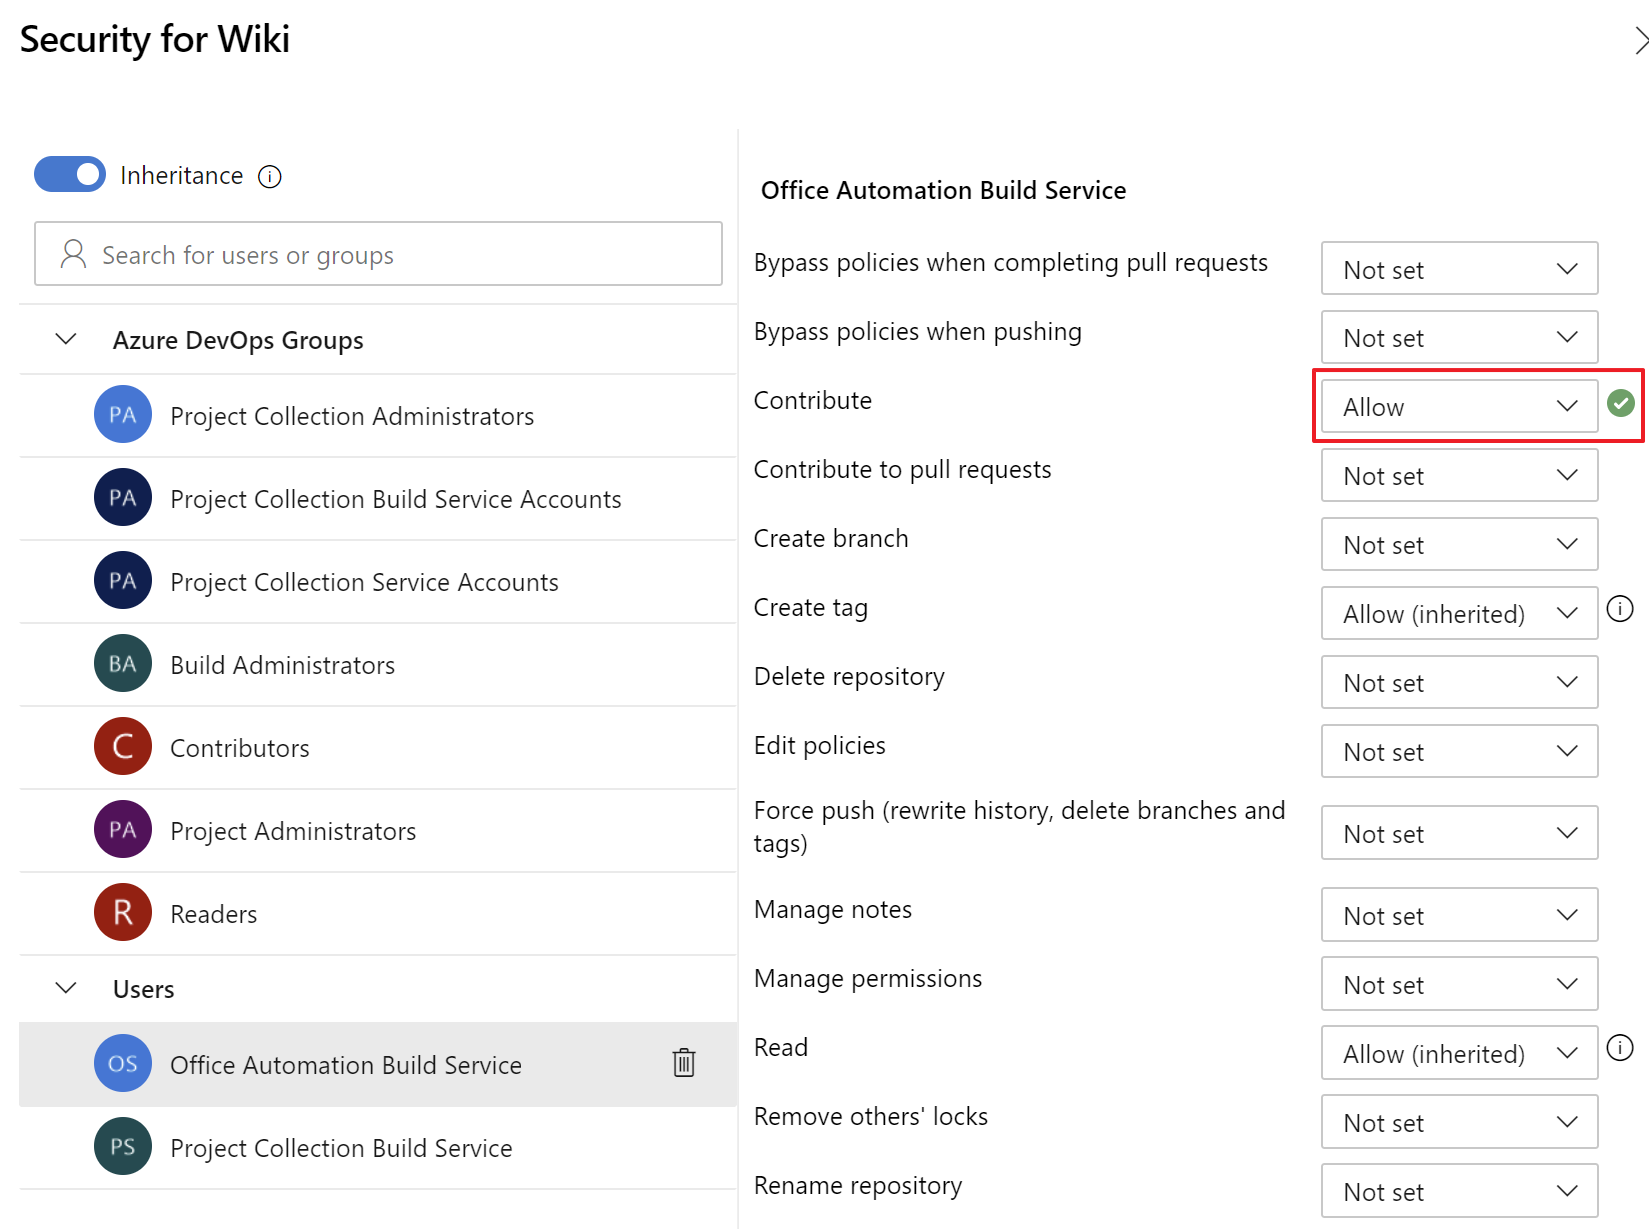 Security for Wiki
Inheritance
Search for users or groups
Azure DevOps Groups
PA Project Collection Administrators
PA Project Collection Build Service Accounts
PA Project Collection Service Accounts
BA Build Administrators
C Contributors
PA Project Administrators
R Readers
Users
OS Office Automation Build Service
PS Project Collection Build Service
Office Automation Build Service
Bypass policies when completing pull requests Not set
Bypass policies when pushing Not set
Contribute Allow
Contribute to pull requests Not set
Create branch Not set
Create tag Allow (inherited)
Delete repository Not set
Edit policies Not set
Force push (rewrite history, delete branches and
tags) Not set
Manage notes Not set
Manage permissions Not set
Read Allow (inherited)
Remove others' locks Not set
Rename repository Not set